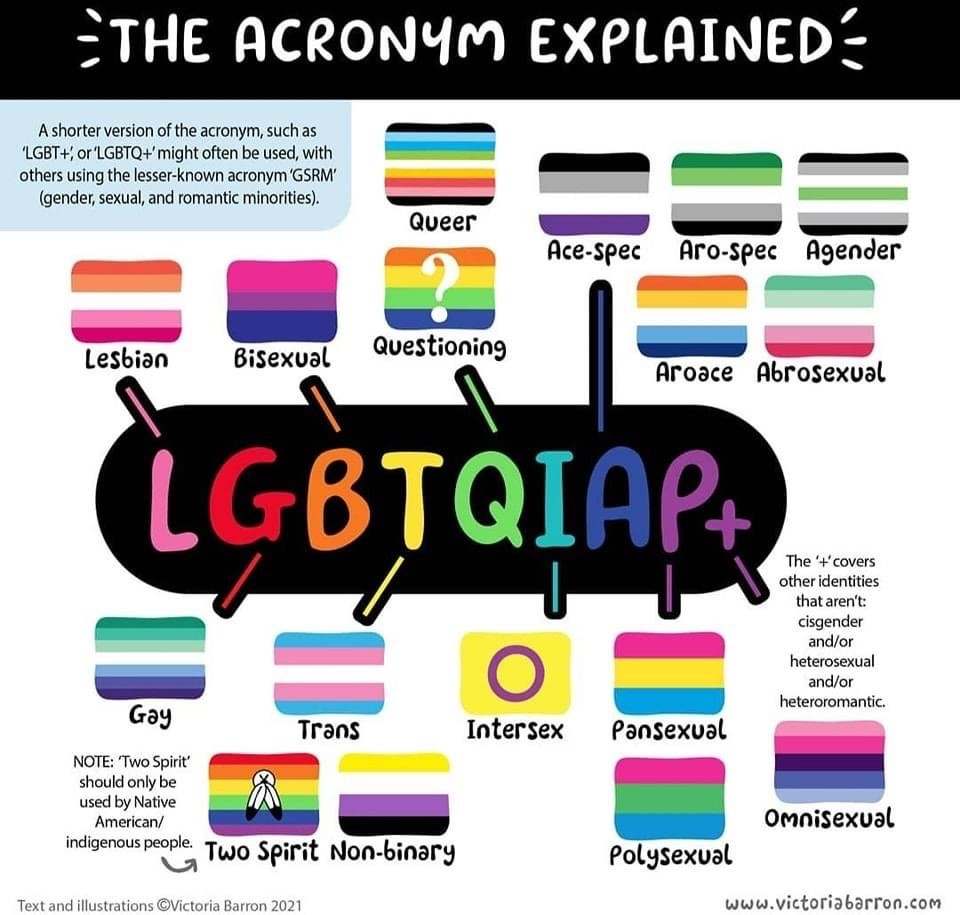 THE ACRONYM EXPLAINED
A shorter version of the acronym, such as
'LGBT+', or 'LGBTQ+' might often be used, with
others using the lesser-known acronym 'GSRM'
(gender, sexual, and romantic minorities).
Queer
Ace-spec Aro-spec Agender
?
Lesbian Bisexual Questioning
Aroace Abrosexual
LGBTQIAP+
The '+' covers
other identities
that aren't:
cisgender
and/or
heterosexual
and/or
heteroromantic.
Gay Trans Intersex Pansexual
NOTE: 'Two Spirit'
should only be
used by Native
American/
indigenous people.
Two Spirit Non-binary Polysexual Omnisexual
Text and illustrations ©Victoria Barron 2021
www.victoriabarron.com